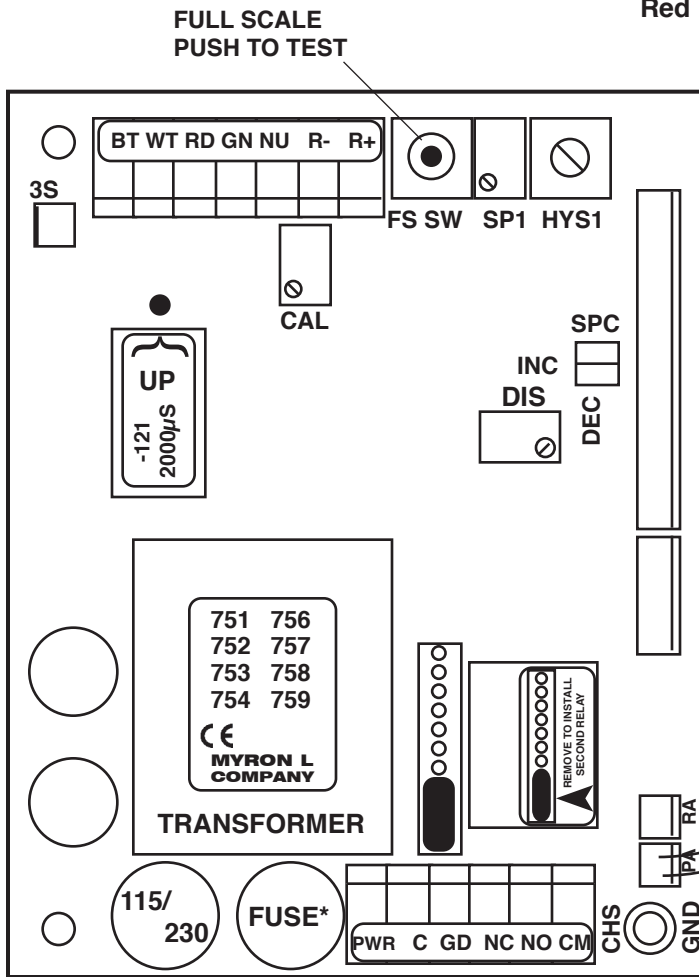 Red
FULL SCALE
PUSH TO TEST
BT WT RD GN NU R- R+
3S
FS SW SP1 HYS1
CAL
SPC
INC
DEC
DIS
UP
-121
2000µS
751 756
752 757
753 758
754 759
CE
MYRON L
COMPANY
TRANSFORMER
REMOVE TO INSTALL
SECOND RELAY
RA
PA
115/
230
FUSE*
PWR C GD NC NO CM
CHS
GND